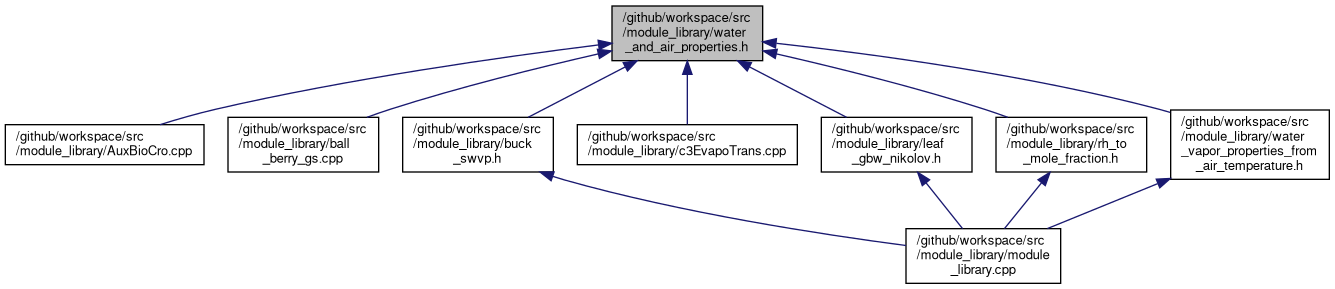 /github/workspace/src
/module_library/water
_and_air_properties.h
/github/workspace/src
/module_library/AuxBioCro.cpp
/github/workspace/src
/module_library/ball
_berry_gs.cpp
/github/workspace/src
/module_library/buck
_swvp.h
/github/workspace/src
/module_library/c3EvapoTrans.cpp
/github/workspace/src
/module_library/leaf
_gbw_nikolov.h
/github/workspace/src
/module_library/rh_to
_mole_fraction.h
/github/workspace/src
/module_library/water
_vapor_properties_from
_air_temperature.h
/github/workspace/src
/module_library/module
_library.cpp